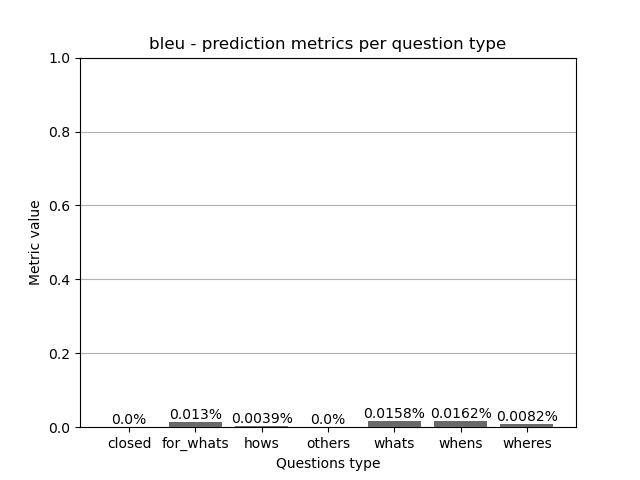 bleu - prediction metrics per question type
1.0
0.8
0.6
0.4
0.2
0.0
Metric value
0.0%
0.013%
0.0039%
0.0%
0.0158%
0.0162%
0.0082%
closed
for_whats
hows
others
whats
whens
wheres
Questions type